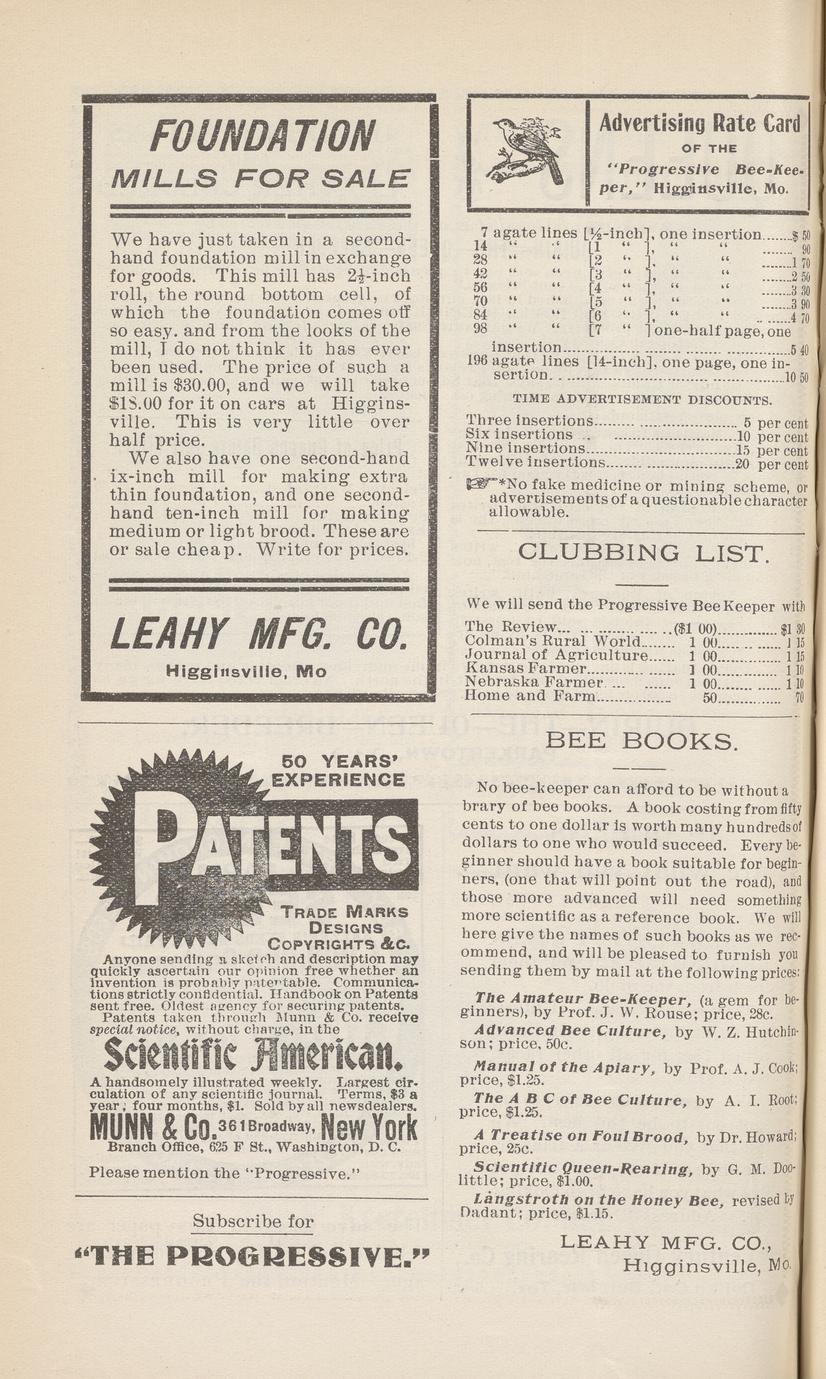 FOUNDATION
MILLS FOR SALE
We have just taken in a second-
hand foundation mill in exchange
for goods. This mill has 2½-inch
roll, the round bottom cell, of
which the foundation comes off
so easy. and from the looks of the
mill, I do not think it has ever
been used. The price of such a
mill is $30.00, and we will take
$18.00 for it on cars at Higgins-
ville. This is very little over
half price.
We also have one second-hand
ix-inch mill for making extra
thin foundation, and one second-
hand ten-inch mill for making
medium or light brood. These are
or sale cheap. Write for prices.
LEAHY MFG. CO.
Higginsville, Mo
50 YEARS'
EXPERIENCE
PATENTS
TRADE MARKS
DESIGNS
COPYRIGHTS &C.
Anyone sending a sketch and description may
quickly ascertain our opinion free whether an
invention is probably patentable. Communica-
tions strictly confidential. Handbook on Patents
sent free. Oldest agency for securing patents.
Patents taken through Munn & Co. receive
special notice, without charge, in the
Scientific American.
A handsomely illustrated weekly. Largest cir-
culation of any scientific journal. Terms, $3 a
year; four months, $1. Sold by all newsdealers.
MUNN & Co. 361 Broadway, New York
Branch Office, 625 F St., Washington, D. C.
Please mention the "Progressive."
Subscribe for
"THE PROGRESSIVE."
Advertising Rate Card
OF THE
"Progressive Bee-Kee-
per," Higginsville, Mo.
7 agate lines [½-inch], one insertion.......$ 50
14 " " [1 " ], " " ....... 90
28 " " [2 " ], " " .......1 70
42 " " [3 " ], " " .......2 50
56 " " [4 " ], " " .......3 30
70 " " [5 " ], " " .......3 90
84 " " [6 " ], " " .......4 70
98 " " [7 " ] one-half page, one
insertion..............................5 40
196 agate lines [14-inch], one page, one in-
sertion..............................10 50
TIME ADVERTISEMENT DISCOUNTS.
Three insertions.............................. 5 per cent
Six insertions ..............................10 per cent
Nine insertions..............................15 per cent
Twelve insertions..............................20 per cent
☞*No fake medicine or mining scheme, or
advertisements of a questionable character
allowable.
CLUBBING LIST.
We will send the Progressive Bee Keeper with
The Review.....................($1 00).............$1 30
Colman's Rural World....... 1 00............. 1 15
Journal of Agriculture...... 1 00............. 1 15
Kansas Farmer................. 1 00............. 1 10
Nebraska Farmer.............. 1 00............. 1 10
Home and Farm................ 50............. 70
BEE BOOKS.
No bee-keeper can afford to be without a
brary of bee books. A book costing from fifty
cents to one dollar is worth many hundreds of
dollars to one who would succeed. Every be-
ginner should have a book suitable for begin-
ners, (one that will point out the road), and
those more advanced will need something
more scientific as a reference book. We will
here give the names of such books as we rec-
ommend, and will be pleased to furnish you
sending them by mail at the following prices:
The Amateur Bee-Keeper, (a gem for be-
ginners), by Prof. J. W. Rouse; price, 28c.
Advanced Bee Culture, by W. Z. Hutchin-
son; price, 50c.
Manual of the Apiary, by Prof. A. J. Cook;
price, $1.25.
The A B C of Bee Culture, by A. I. Root;
price, $1.25.
A Treatise on Foul Brood, by Dr. Howard;
price, 25c.
Scientific Queen-Rearing, by G. M. Doo-
little; price, $1.00.
Langstroth on the Honey Bee, revised by
Dadant; price, $1.15.
LEAHY MFG. CO.,
Higginsville, Mo.